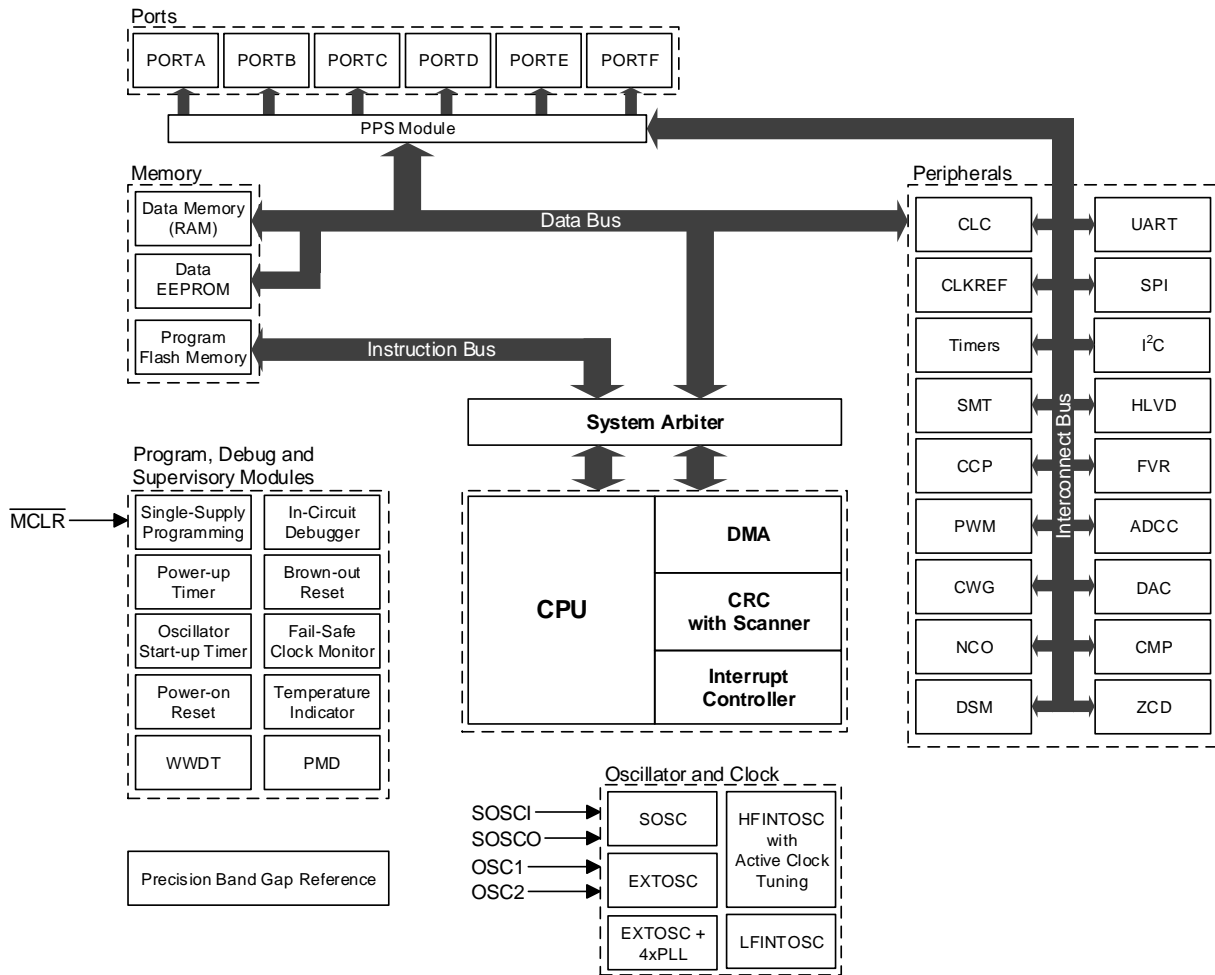 Ports
PORTA
PORTB
PORTC
PORTD
PORTE
PORTF
PPS Module
Memory
Data Memory
(RAM)
Data
EEPROM
Program
Flash Memory
Data Bus
Instruction Bus
System Arbiter
CPU
DMA
CRC
with Scanner
Interrupt
Controller
Peripherals
CLC
UART
CLKREF
SPI
Timers
I²C
SMT
HLVD
CCP
FVR
PWM
ADCC
CWG
DAC
NCO
CMP
DSM
ZCD
Interconnect Bus
Program, Debug and
Supervisory Modules
MCLR
Single-Supply
Programming
In-Circuit
Debugger
Power-up
Timer
Brown-out
Reset
Oscillator
Start-up Timer
Fail-Safe
Clock Monitor
Power-on
Reset
Temperature
Indicator
WWDT
PMD
Precision Band Gap Reference
Oscillator and Clock
SOSCI
SOSCO
OSC1
OSC2
SOSC
EXTOSC
EXTOSC +
4xPLL
HFINTOSC
with
Active Clock
Tuning
LFINTOSC